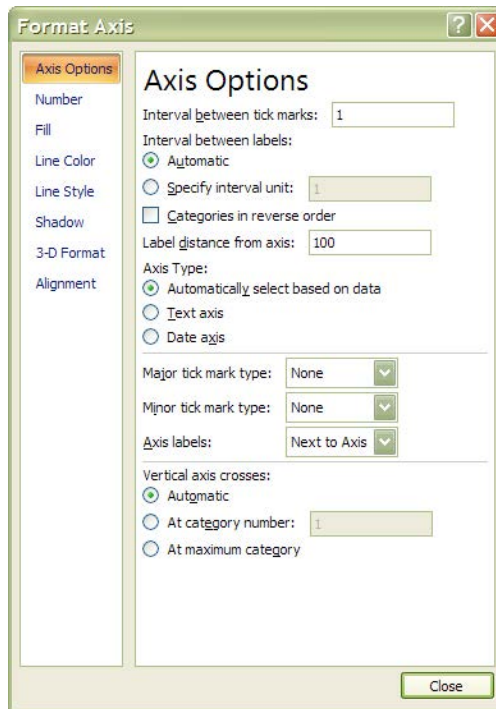 Format Axis
Axis Options
Number
Fill
Line Color
Line Style
Shadow
3-D Format
Alignment
Axis Options
Interval between tick marks: 1
Interval between labels:
Automatic
Specify interval unit: 1
Categories in reverse order
Label distance from axis: 100
Axis Type:
Automatically select based on data
Text axis
Date axis
Major tick mark type: None
Minor tick mark type: None
Axis labels: Next to Axis
Vertical axis crosses:
Automatic
At category number: 1
At maximum category
Close